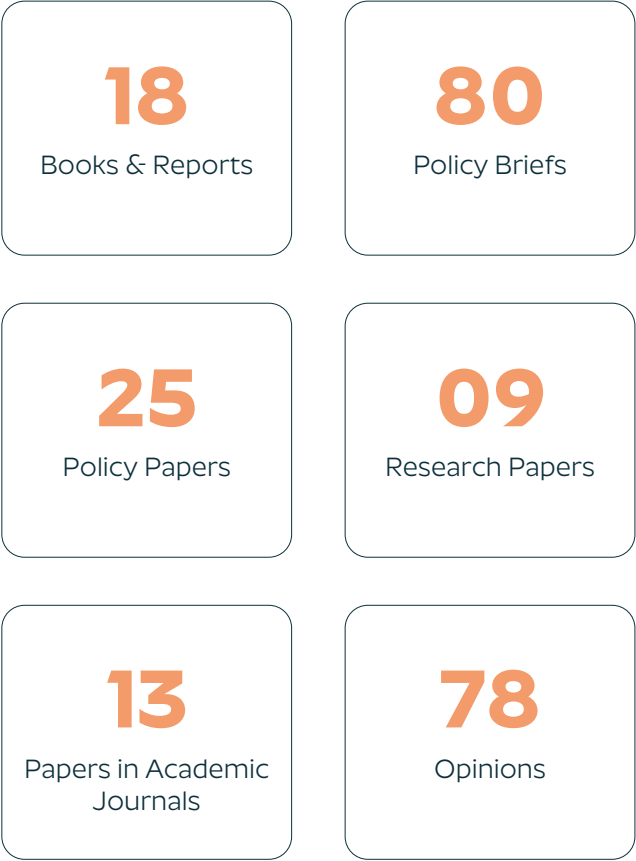 18
Books & Reports
80
Policy Briefs
25
Policy Papers
09
Research Papers
13
Papers in Academic
Journals
78
Opinions